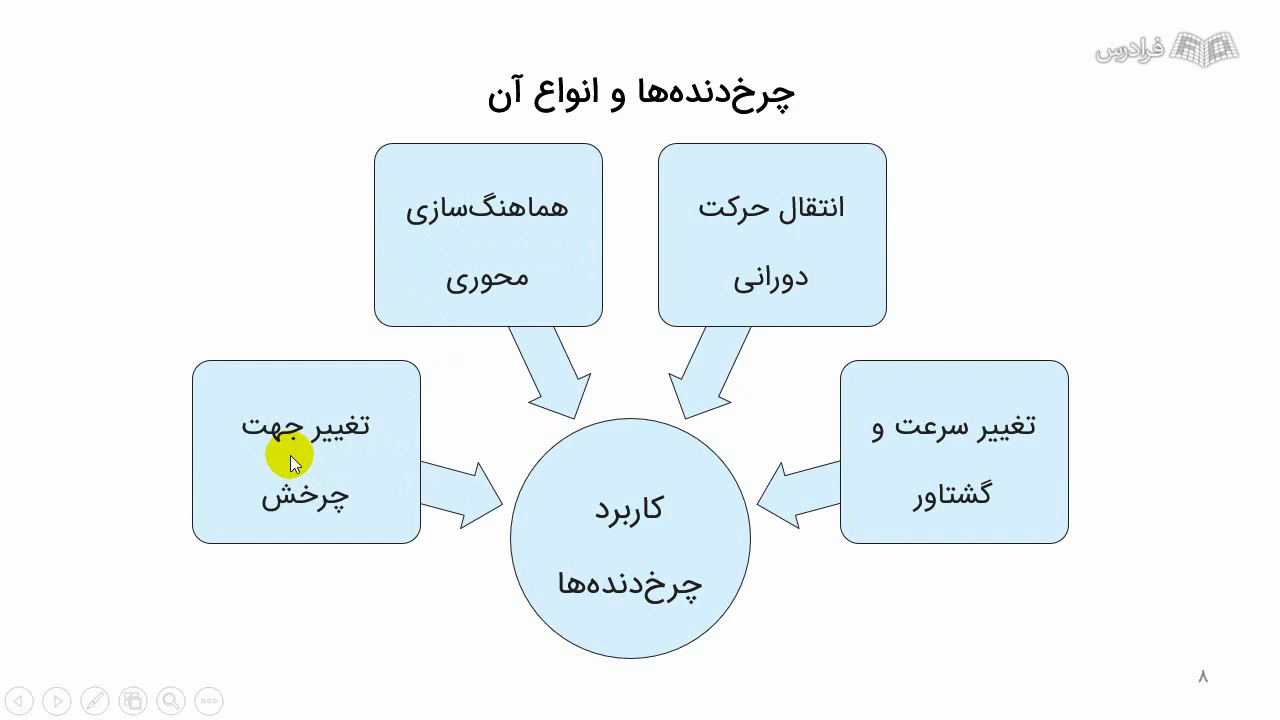 فرادرس
چرخ‌دنده‌ها و انواع آن
انتقال حرکت
دورانی
هماهنگ‌سازی
محوری
تغییر سرعت و
گشتاور
تغییر جهت
چرخش
کاربرد
چرخ‌دنده‌ها
۸